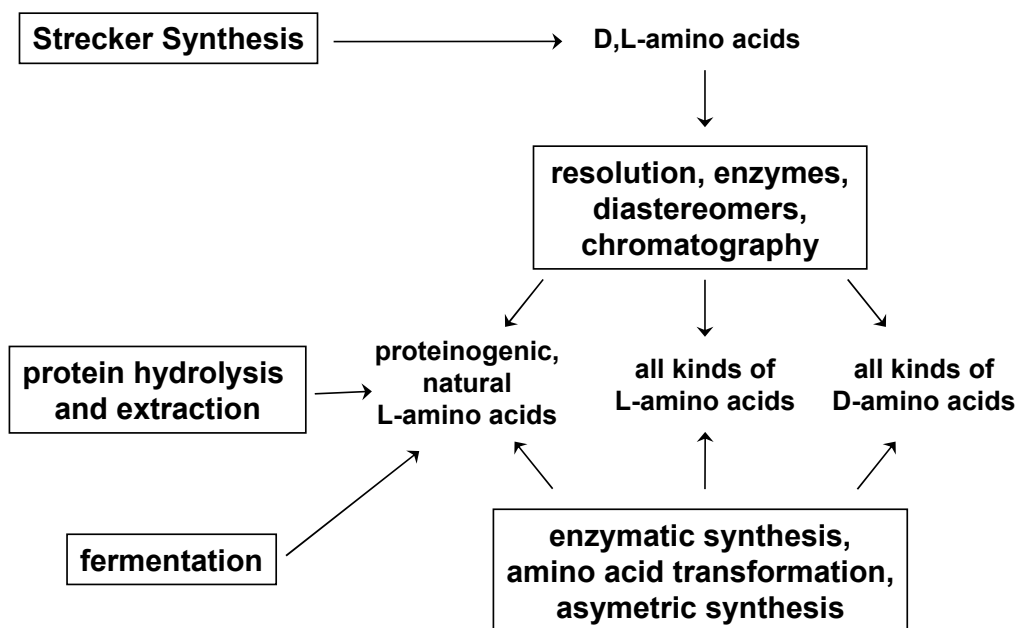 Strecker Synthesis
D,L-amino acids
resolution, enzymes,
diastereomers,
chromatography
protein hydrolysis
and extraction
proteinogenic,
natural
L-amino acids
all kinds of
L-amino acids
all kinds of
D-amino acids
fermentation
enzymatic synthesis,
amino acid transformation,
asymetric synthesis